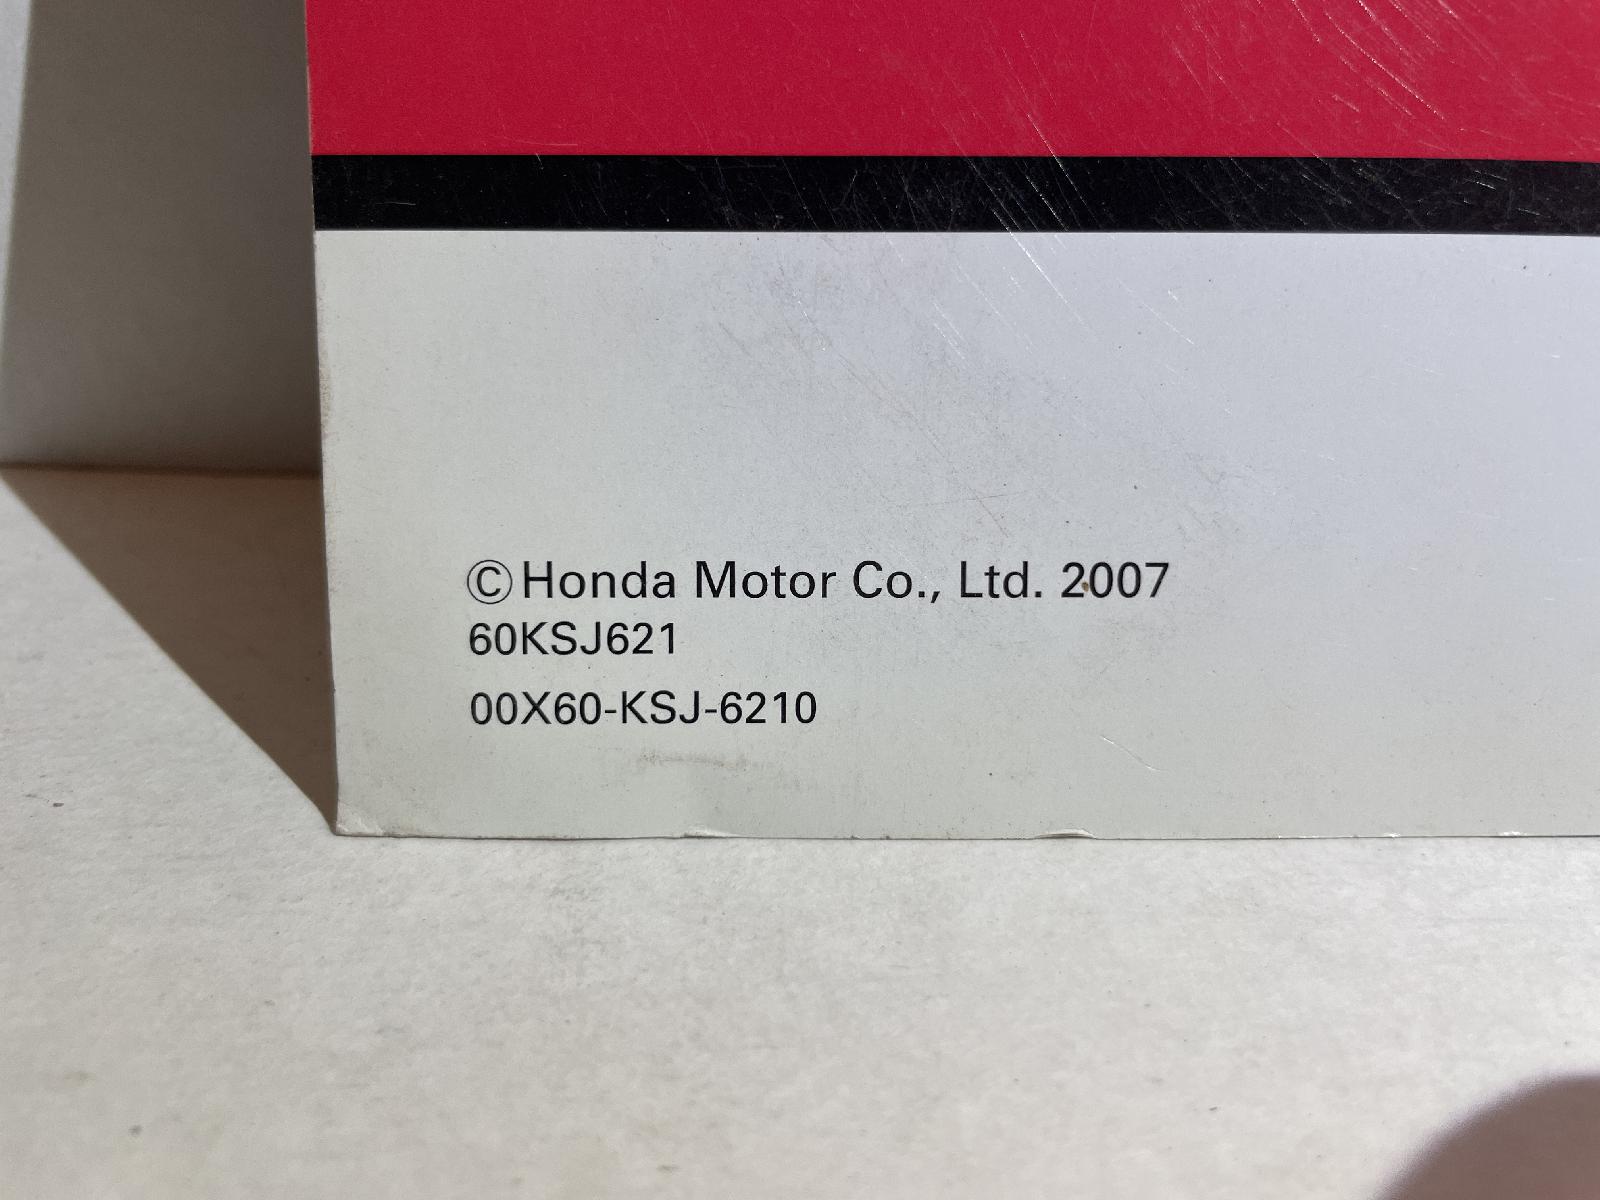 ©Honda Motor Co., Ltd. 2007
60KSJ621
00X60-KSJ-6210